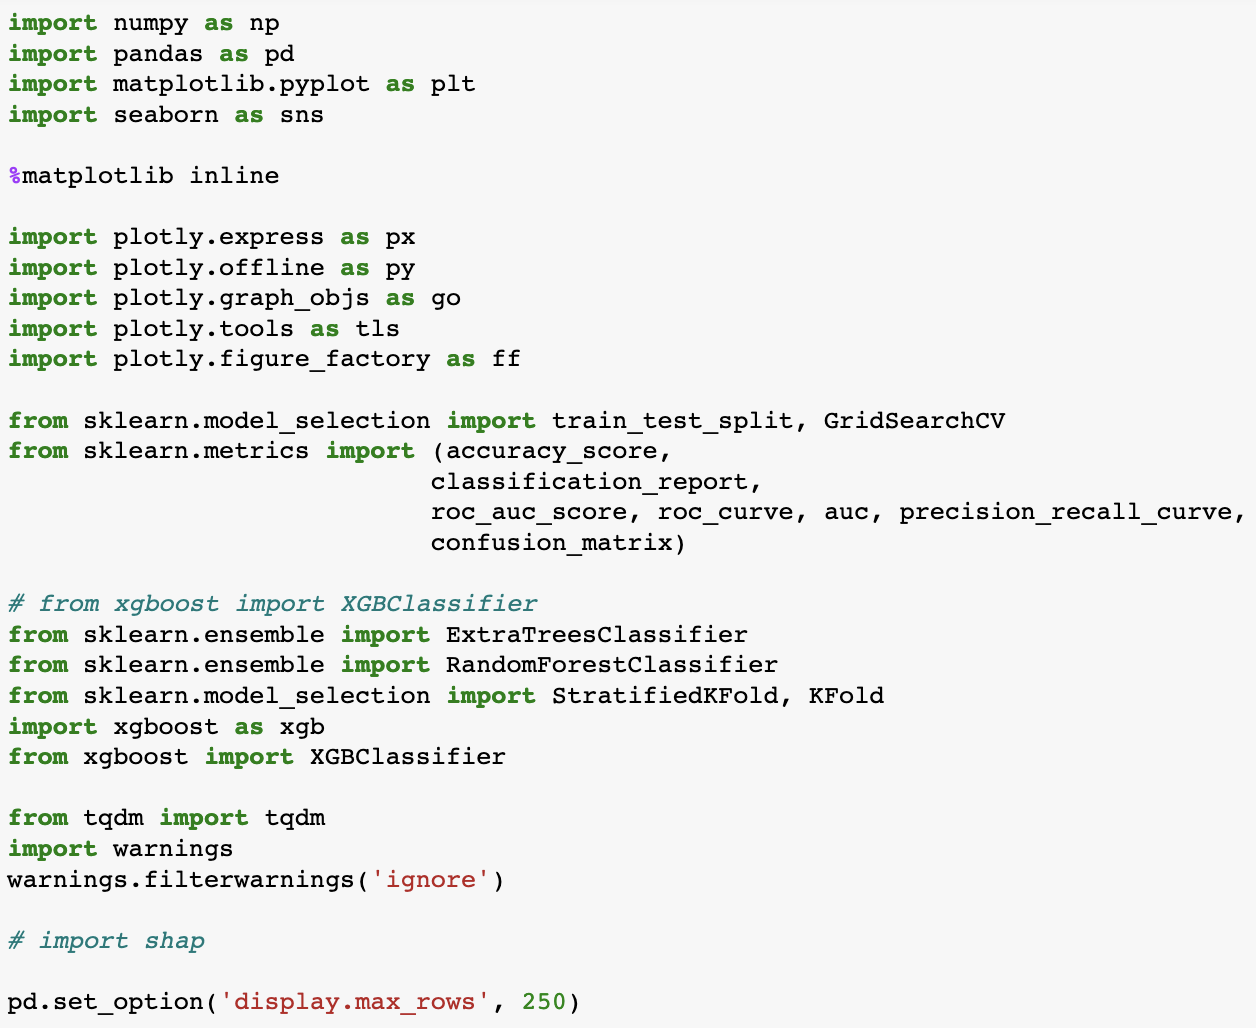 import numpy as np
import pandas as pd
import matplotlib.pyplot as plt
import seaborn as sns
%matplotlib inline
import plotly.express as px
import plotly.offline as py
import plotly.graph_objs as go
import plotly.tools as tls
import plotly.figure_factory as ff
from sklearn.model_selection import train_test_split, GridSearchCV
from sklearn.metrics import (accuracy_score,
classification_report,
roc_auc_score, roc_curve, auc, precision_recall_curve,
confusion_matrix)
# from xgboost import XGBClassifier
from sklearn.ensemble import ExtraTreesClassifier
from sklearn.ensemble import RandomForestClassifier
from sklearn.model_selection import StratifiedKFold, KFold
import xgboost as xgb
from xgboost import XGBClassifier
from tqdm import tqdm
import warnings
warnings.filterwarnings('ignore')
# import shap
pd.set_option('display.max_rows', 250)